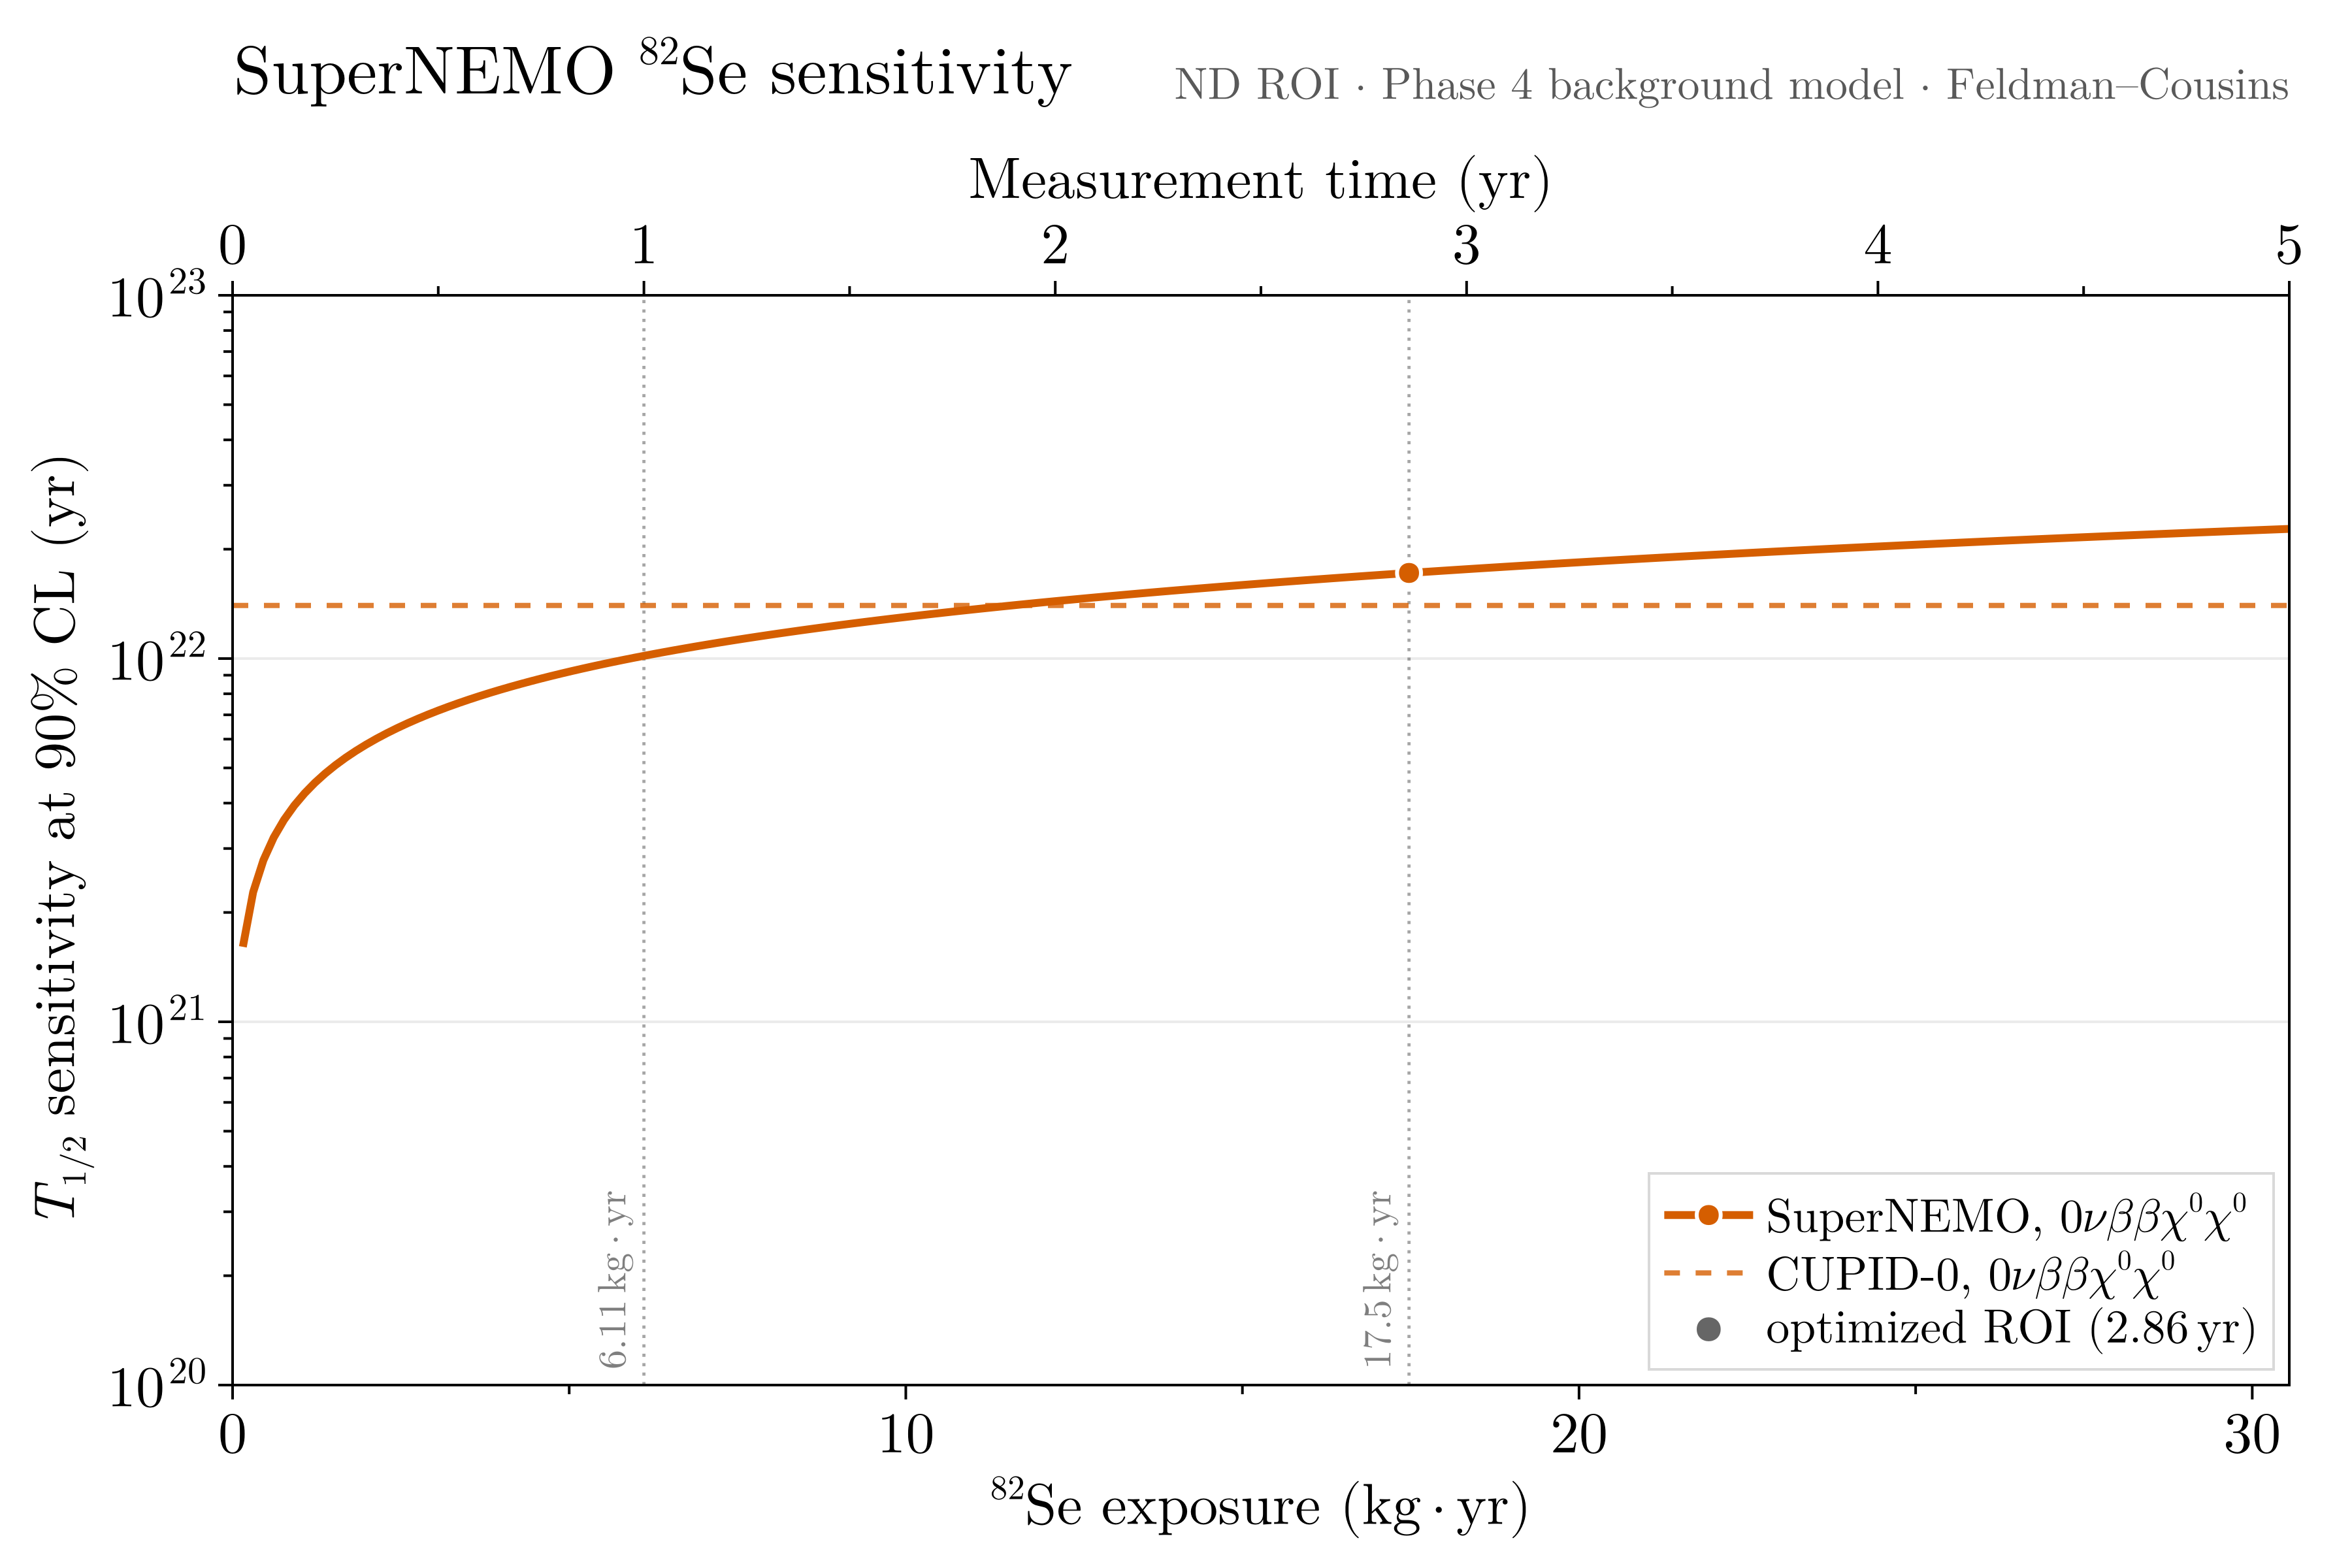 SuperNEMO ⁸²Se sensitivity
ND ROI · Phase 4 background model · Feldman–Cousins
Measurement time (yr)
0 1 2 3 4 5
10²³
10²²
10²¹
10²⁰
T₁/₂ sensitivity at 90% CL (yr)
6.11 kg · yr
17.5 kg · yr
SuperNEMO, 0νββχ⁰χ⁰
CUPID-0, 0νββχ⁰χ⁰
optimized ROI (2.86 yr)
0 10 20 30
⁸²Se exposure (kg · yr)